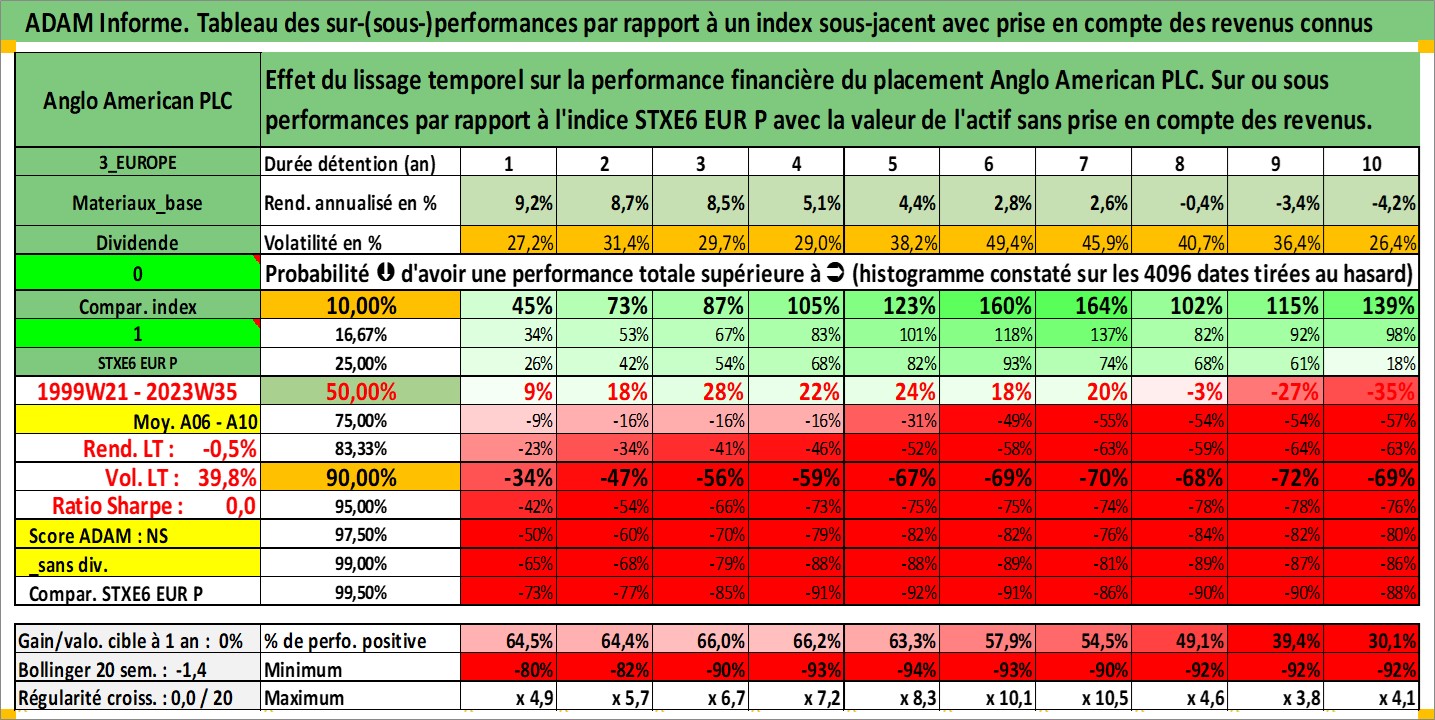 ADAM Informe. Tableau des sur-(sous-)performances par rapport à un index sous-jacent avec prise en compte des revenus connus
Anglo American PLC
Effet du lissage temporel sur la performance financière du placement Anglo American PLC. Sur ou sous
performances par rapport à l'indice STXE6 EUR P avec la valeur de l'actif sans prise en compte des revenus.
3_EUROPE Durée détention (an) 1 2 3 4 5 6 7 8 9 10
Materiaux_base Rend. annualisé en % 9,2% 8,7% 8,5% 5,1% 4,4% 2,8% 2,6% -0,4% -3,4% -4,2%
Dividende Volatilité en % 27,2% 31,4% 29,7% 29,0% 38,2% 49,4% 45,9% 40,7% 36,4% 26,4%
0 Probabilité d'avoir une performance totale supérieure à (histogramme constaté sur les 4096 dates tirées au hasard)
Compar. index 10,00% 45% 73% 87% 105% 123% 160% 164% 102% 115% 139%
1 16,67% 34% 53% 67% 83% 101% 118% 137% 82% 92% 98%
STXE6 EUR P 25,00% 26% 42% 54% 68% 82% 93% 74% 68% 61% 18%
1999W21 - 2023W35 50,00% 9% 18% 28% 22% 24% 18% 20% -3% -27% -35%
Moy. A06 - A10 75,00% -9% -16% -16% -16% -31% -49% -55% -54% -54% -57%
Rend. LT : -0,5% 83,33% -23% -34% -41% -46% -52% -58% -63% -59% -64% -63%
Vol. LT : 39,8% 90,00% -34% -47% -56% -59% -67% -69% -70% -68% -72% -69%
Ratio Sharpe : 0,0 95,00% -42% -54% -66% -73% -75% -75% -74% -78% -78% -76%
Score ADAM : NS 97,50% -50% -60% -70% -79% -82% -82% -76% -84% -82% -80%
_sans div. 99,00% -65% -68% -79% -88% -88% -89% -81% -89% -87% -86%
Compar. STXE6 EUR P 99,50% -73% -77% -85% -91% -92% -91% -86% -90% -90% -88%
Gain/valo. cible à 1 an : 0% % de perfo. positive 64,5% 64,4% 66,0% 66,2% 63,3% 57,9% 54,5% 49,1% 39,4% 30,1%
Bollinger 20 sem. : -1,4 Minimum -80% -82% -90% -93% -94% -93% -90% -92% -92% -92%
Régularité croiss. : 0,0 / 20 Maximum x 4,9 x 5,7 x 6,7 x 7,2 x 8,3 x 10,1 x 10,5 x 4,6 x 3,8 x 4,1